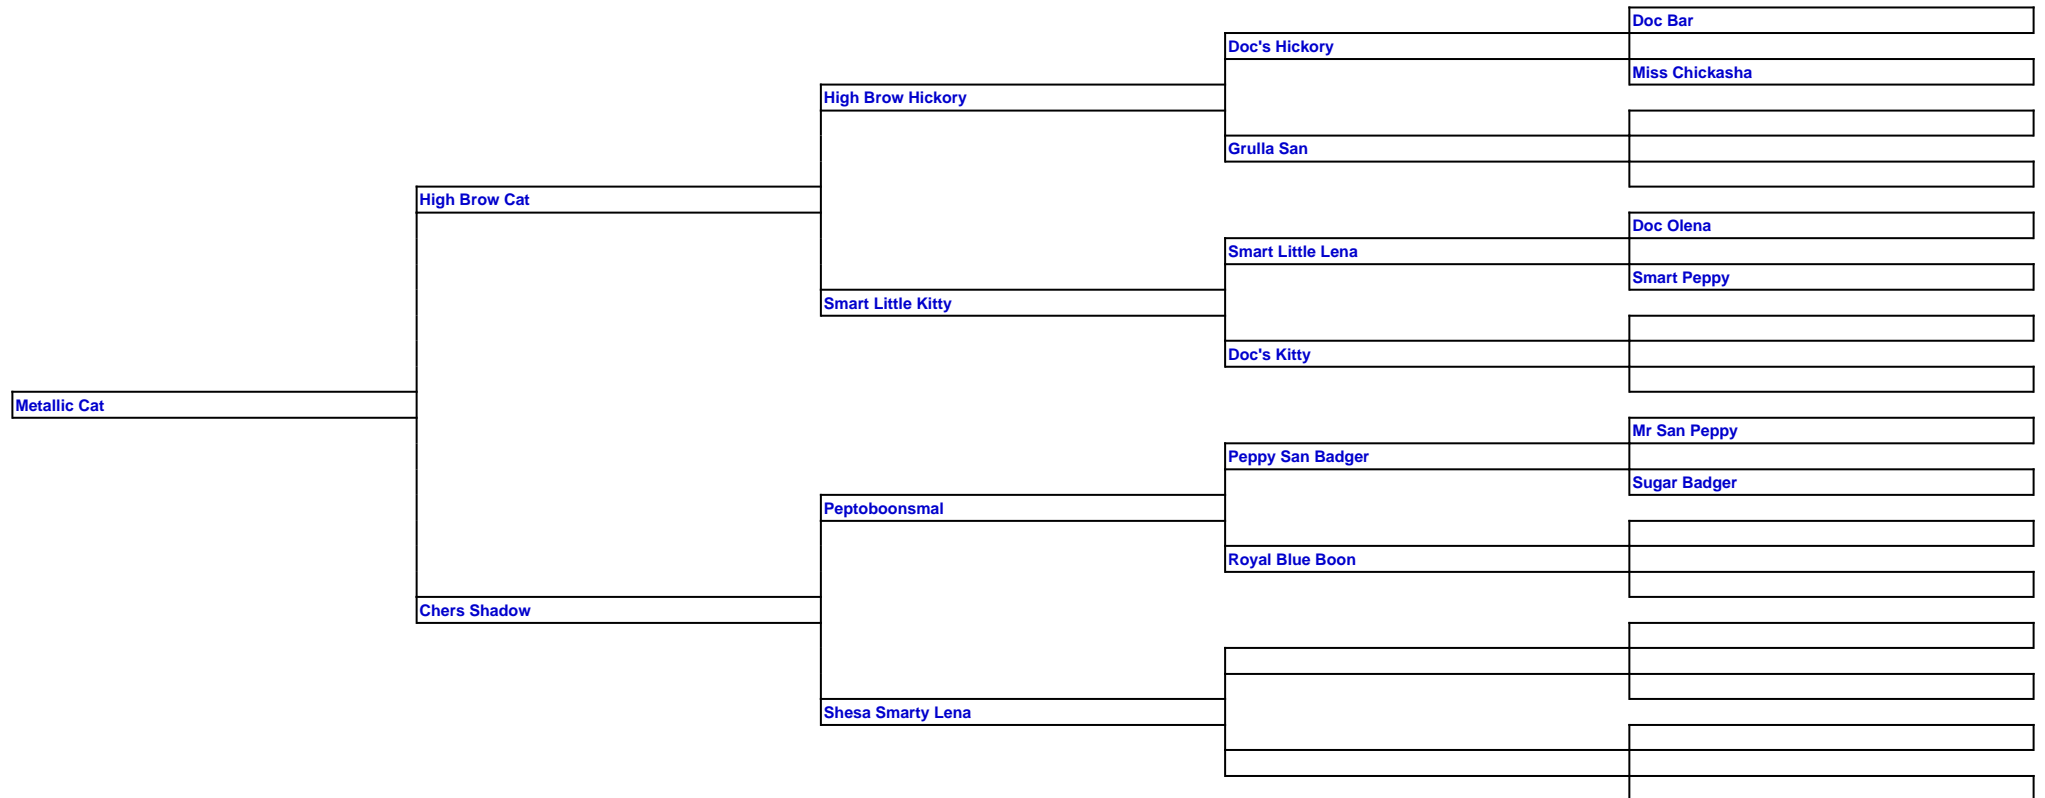 Doc Bar
Doc's Hickory
Miss Chickasha
High Brow Hickory
Grulla San
High Brow Cat
Doc Olena
Smart Little Lena
Smart Peppy
Smart Little Kitty
Doc's Kitty
Metallic Cat
Mr San Peppy
Peppy San Badger
Sugar Badger
Peptoboonsmal
Royal Blue Boon
Chers Shadow
Shesa Smarty Lena